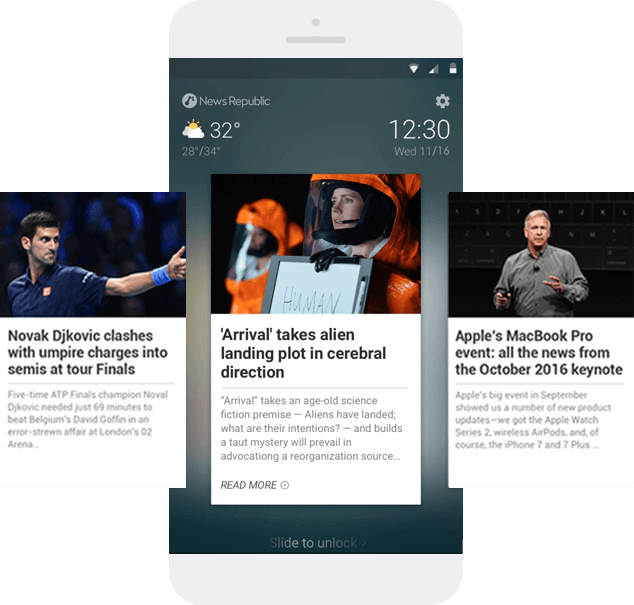 News Republic
32°
28°/34°
12:30
Wed 11/16
HUMAN
'Arrival' takes alien
landing plot in cerebral
direction
“Arrival” takes an age-old science
fiction premise — Aliens have landed;
what are their intentions? — and builds
a taut mystery will prevail in
advocationg a reorganization source...
READ MORE
Slide to unlock >
Novak Djkovic clashes
with umpire charges into
semis at tour Finals
Five-time ATP Finals champion Noval
Djkovic needed just 69 minutes to
beat Belgium's David Goffin in an
error-strewn affair at London's 02
Arena...
Apple's MacBook Pro
event: all the news from
the October 2016 keynote
Apple's big event in September
showed us a number of new product
updates—we got the Apple Watch
Series 2, wireless AirPods, and, of
course, the iPhone 7 and 7 Plus ...